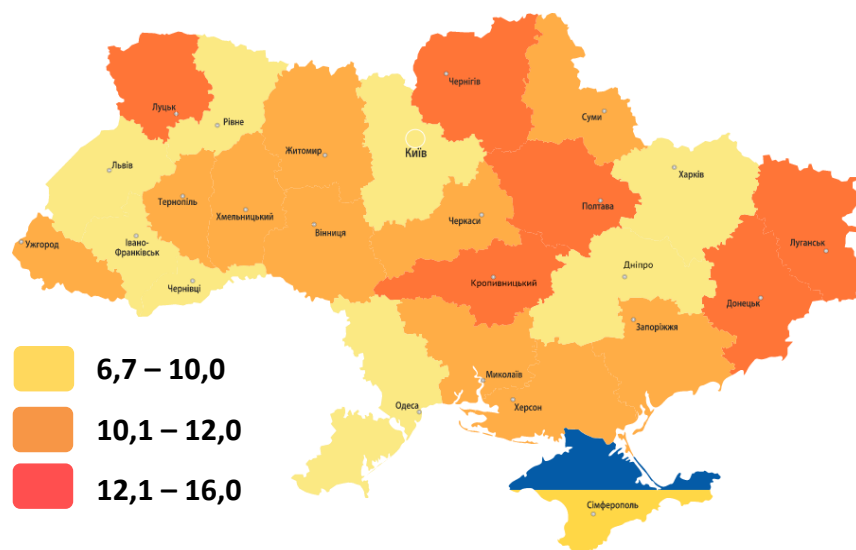 Чернігів
Луцьк
Суми
Рівне
Житомир
Київ
Львів
Харків
Тернопіль
Полтава
Хмельницький
Черкаси
Вінниця
Ужгород
Івано-
Франківськ
Луганськ
Дніпро
Чернівці
Кропивницький
Донецьк
Запоріжжя
6,7 – 10,0
Миколаїв
Херсон
Одеса
10,1 – 12,0
12,1 – 16,0
Сімферополь